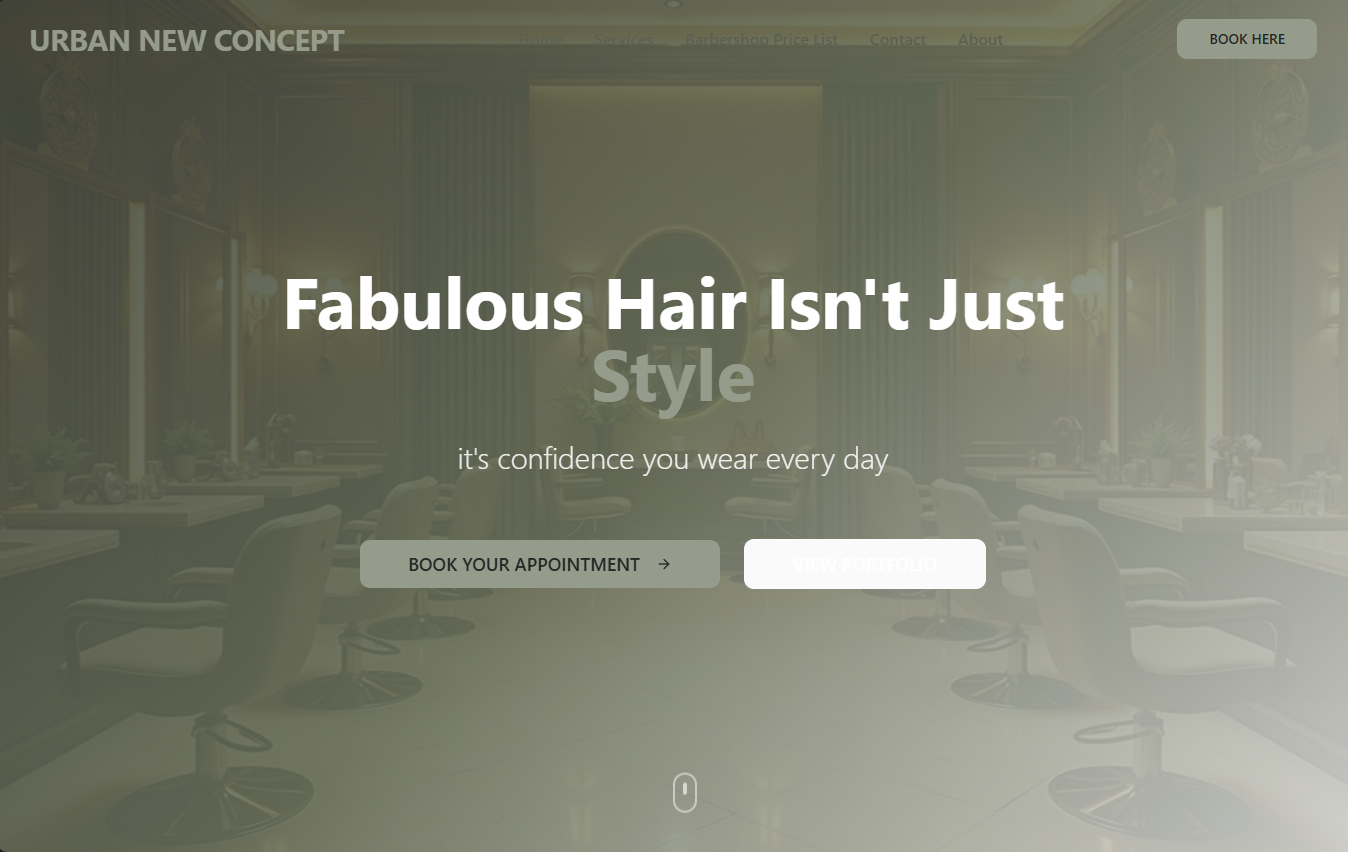 URBAN NEW CONCEPT
Home Services Barbershop Price List Contact About
BOOK HERE
Fabulous Hair Isn't Just
Style
it's confidence you wear every day
BOOK YOUR APPOINTMENT
VIEW PORTFOLIO